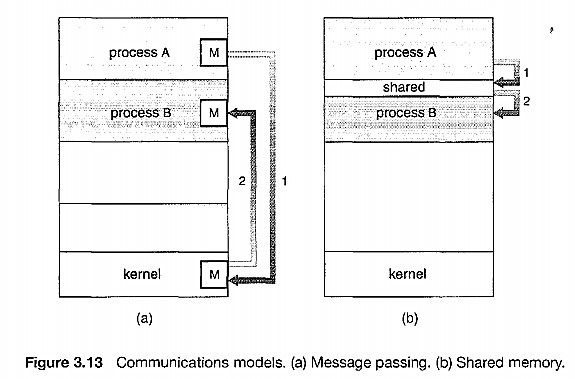 process A
M
process B
M
2
1
kernel
M
(a)
process A
1
shared
2
process B
kernel
(b)
Figure 3.13 Communications models. (a) Message passing. (b) Shared memory.